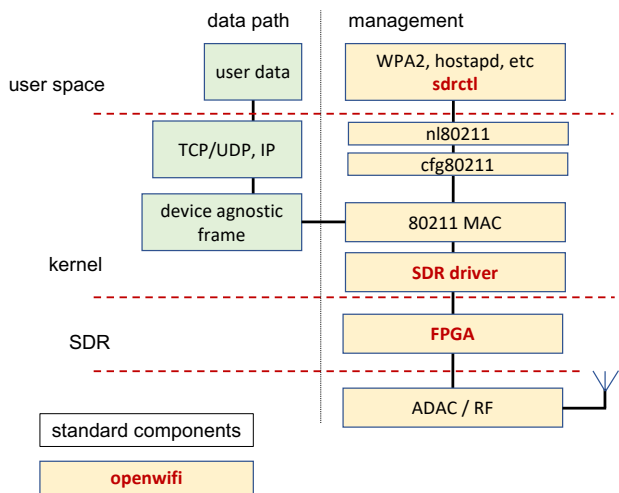 data path
management
user space
user data
WPA2, hostapd, etc
sdrctl
nl80211
TCP/UDP, IP
cfg80211
device agnostic
frame
80211 MAC
kernel
SDR driver
SDR
FPGA
ADAC / RF
standard components
openwifi